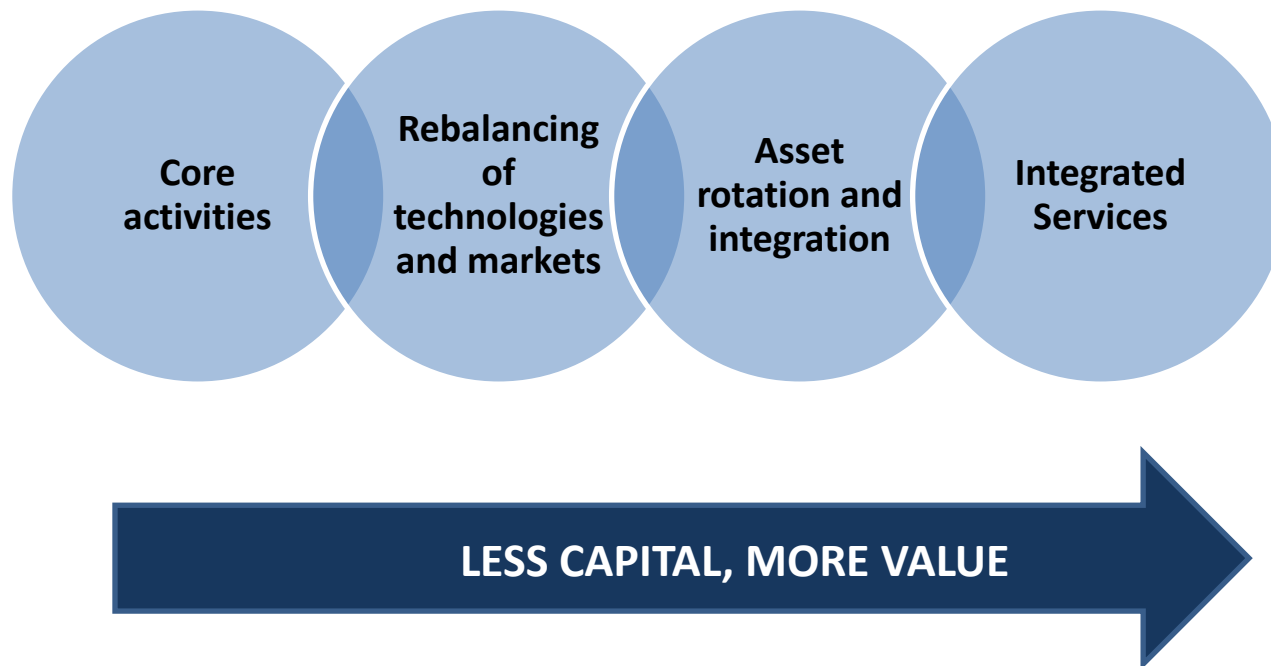 Core
activities
Rebalancing
of
technologies
and markets
Asset
rotation and
integration
Integrated
Services
LESS CAPITAL, MORE VALUE